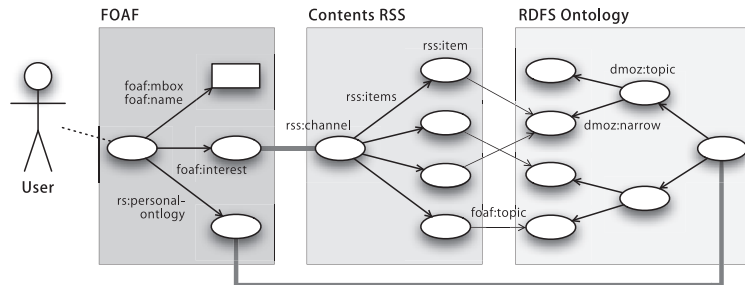 FOAF
Contents RSS
RDFS Ontology
rss:item
dmoz:topic
foaf:mbox
foaf:name
rss:items
rss:channel
dmoz:narrow
foaf:interest
User
rs:personal-
ontlogy
foaf:topic